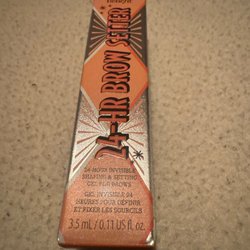 benefit
24-HR BROW SETTER
24-HOUR INVISIBLE
SHAPING & SETTING
GEL FOR BROWS
GEL INVISIBLE 24
HEURES POUR DÉFINIR
ET FIXER LES SOURCILS
3.5 mL / 0.11 US fl. oz.